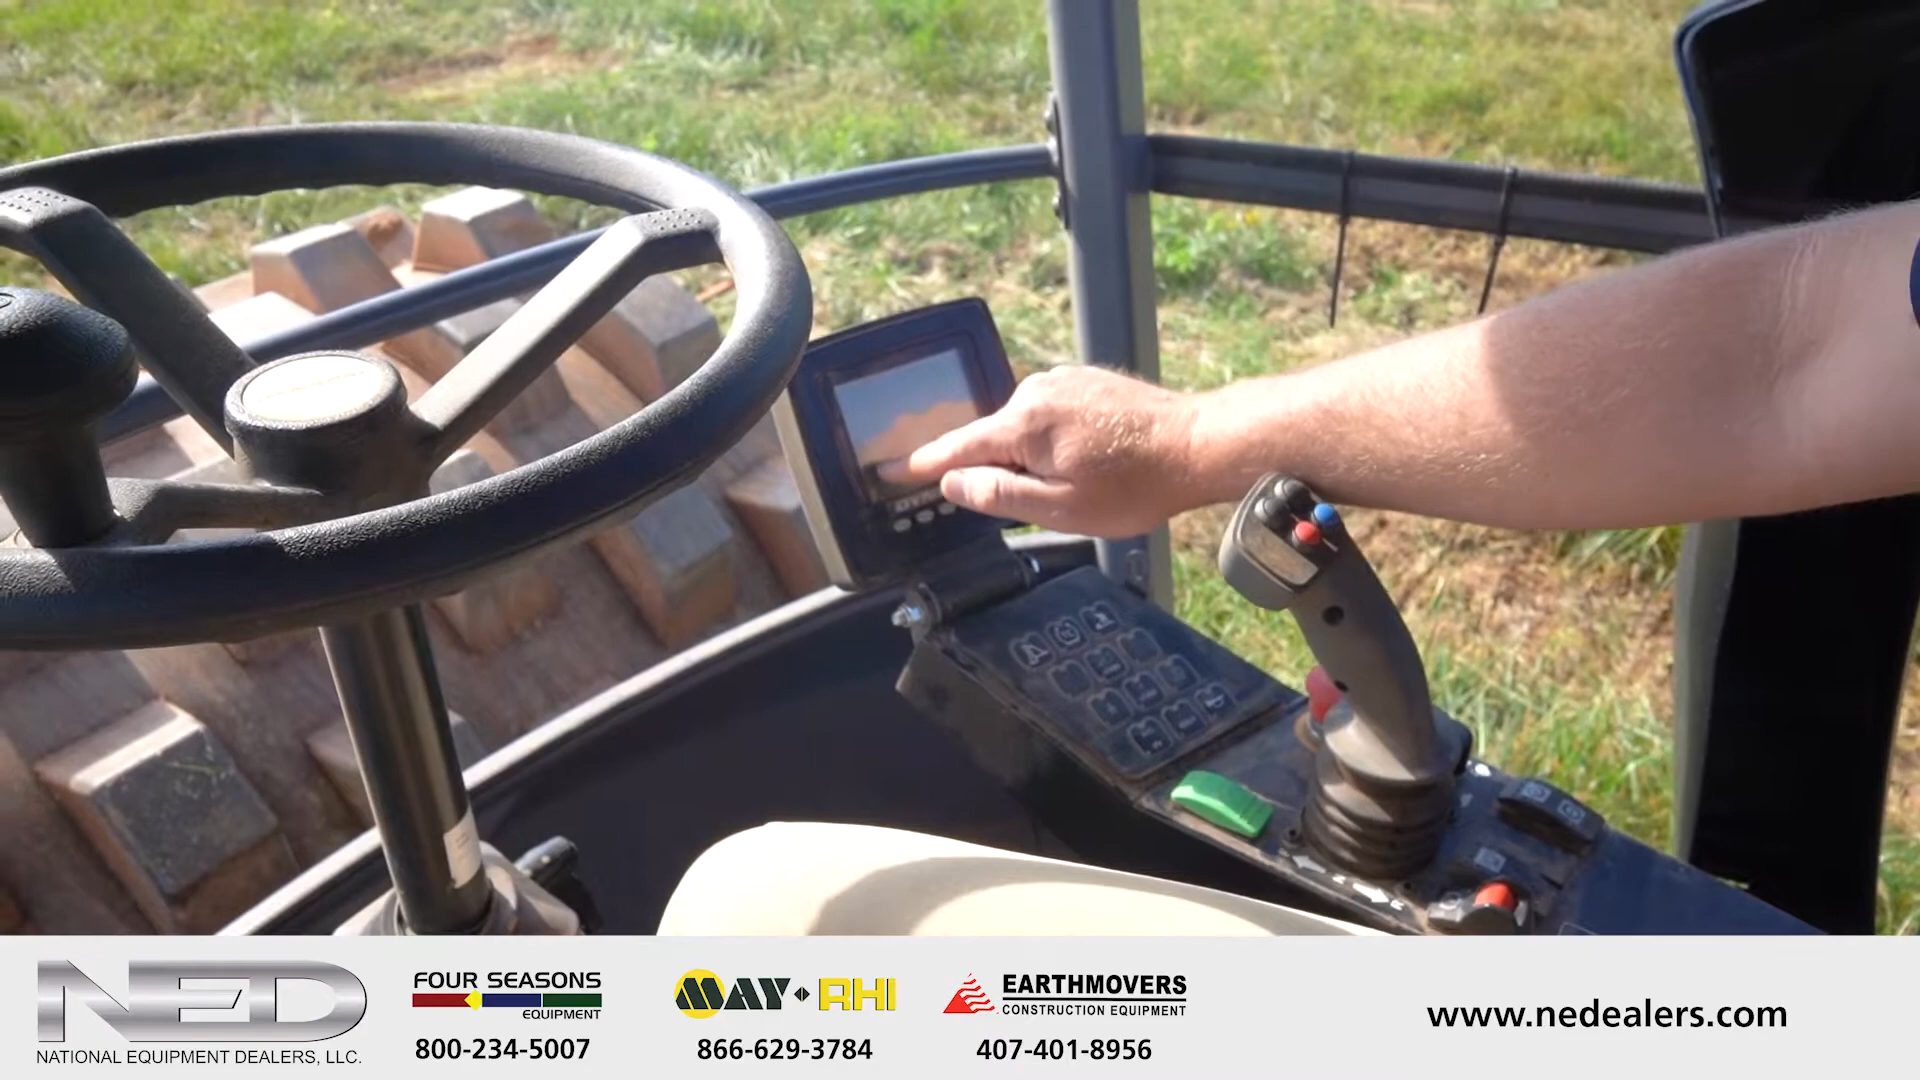 NED
NATIONAL EQUIPMENT DEALERS, LLC.
FOUR SEASONS
EQUIPMENT
800-234-5007
MAY RHI
866-629-3784
EARTHMOVERS
CONSTRUCTION EQUIPMENT
407-401-8956
www.nedealers.com